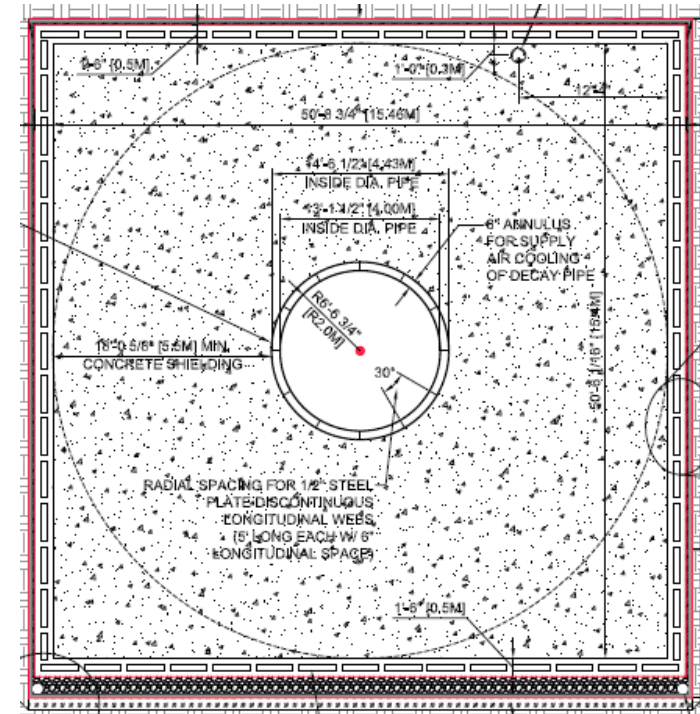 [0.5M]
1'-0" [0.3M]
12"
50'-8 3/4" [15.46M]
14'-6 1/2" [4.43M]
INSIDE DIA. PIPE
13'-1 1/2" [4.00M]
INSIDE DIA. PIPE
6" ANNULUS
FOR SUPPLY
AIR COOLING
OF DECAY PIPE
R6'-6 3/4"
[R2.0M]
18'-0 5/8" [5.5M] MIN.
CONCRETE SHIELDING
30°
50'-6 1/16" [15.4M]
RADIAL SPACING FOR 1/2" STEEL
PLATE DISCONTINUOUS
LONGITUDINAL WEBS
(5' LONG EACH W/ 6"
LONGITUDINAL SPACE)
1'-6" [0.5M]